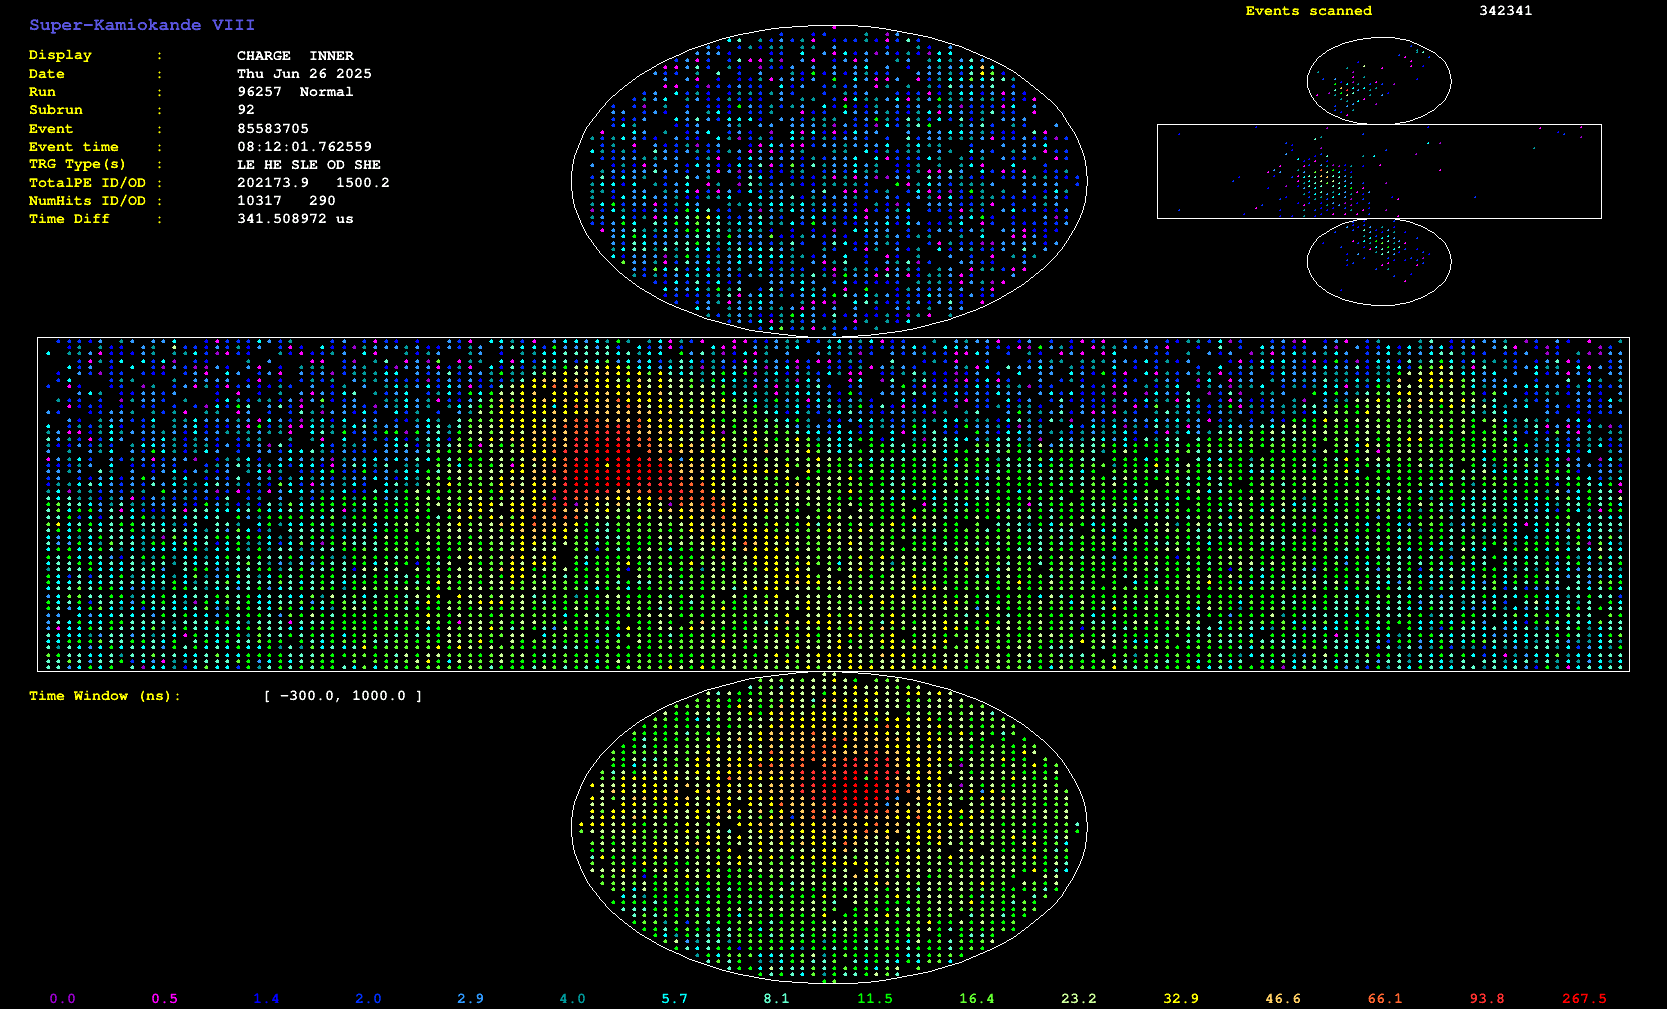 Super-Kamiokande VIII
Events scanned 342341
Display : CHARGE INNER
Date : Thu Jun 26 2025
Run : 96257 Normal
Subrun : 92
Event : 85583705
Event time : 08:12:01.762559
TRG Type(s) : LE HE SLE OD SHE
TotalPE ID/OD : 202173.9 1500.2
NumHits ID/OD : 10317 290
Time Diff : 341.508972 us
Time Window (ns): [ -300.0, 1000.0 ]
0.0 0.5 1.4 2.0 2.9 4.0 5.7 8.1 11.5 16.4 23.2 32.9 46.6 66.1 93.8 267.5